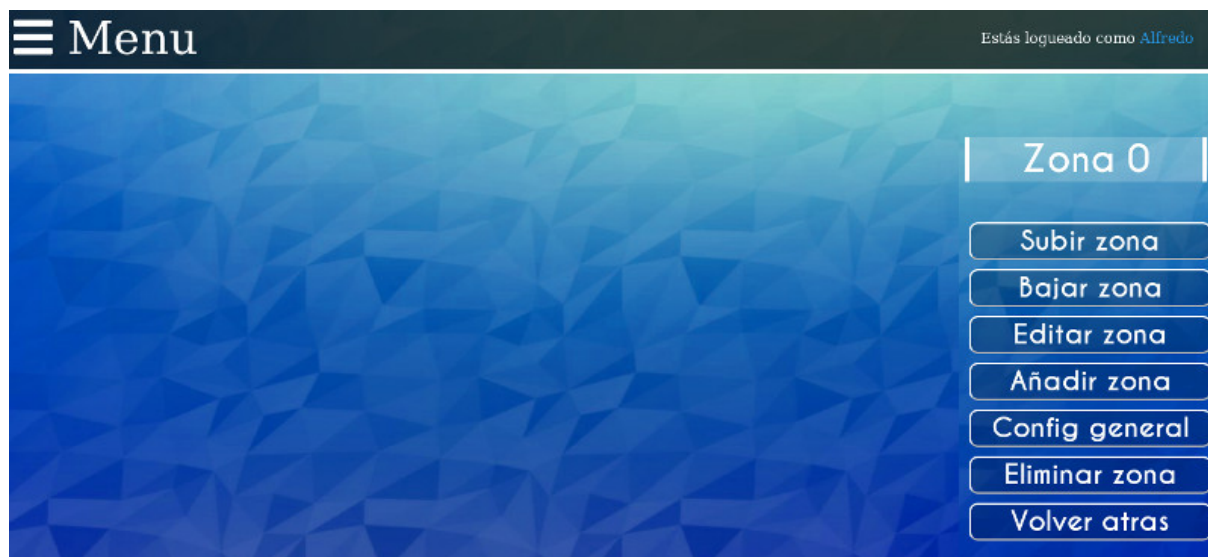 Menu
Estás logueado como Alfredo
Zona 0
Subir zona
Bajar zona
Editar zona
Añadir zona
Config general
Eliminar zona
Volver atras